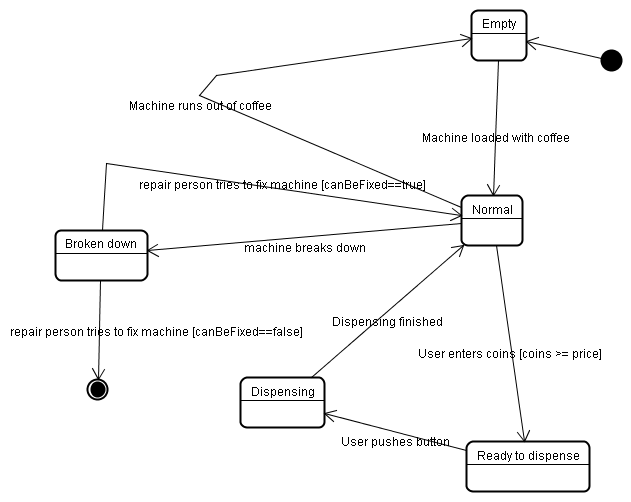 Empty
Machine runs out of coffee
Machine loaded with coffee
repair person tries to fix machine [canBeFixed==true]
Normal
Broken down
machine breaks down
Dispensing finished
repair person tries to fix machine [canBeFixed==false]
User enters coins [coins >= price]
Dispensing
User pushes button
Ready to dispense